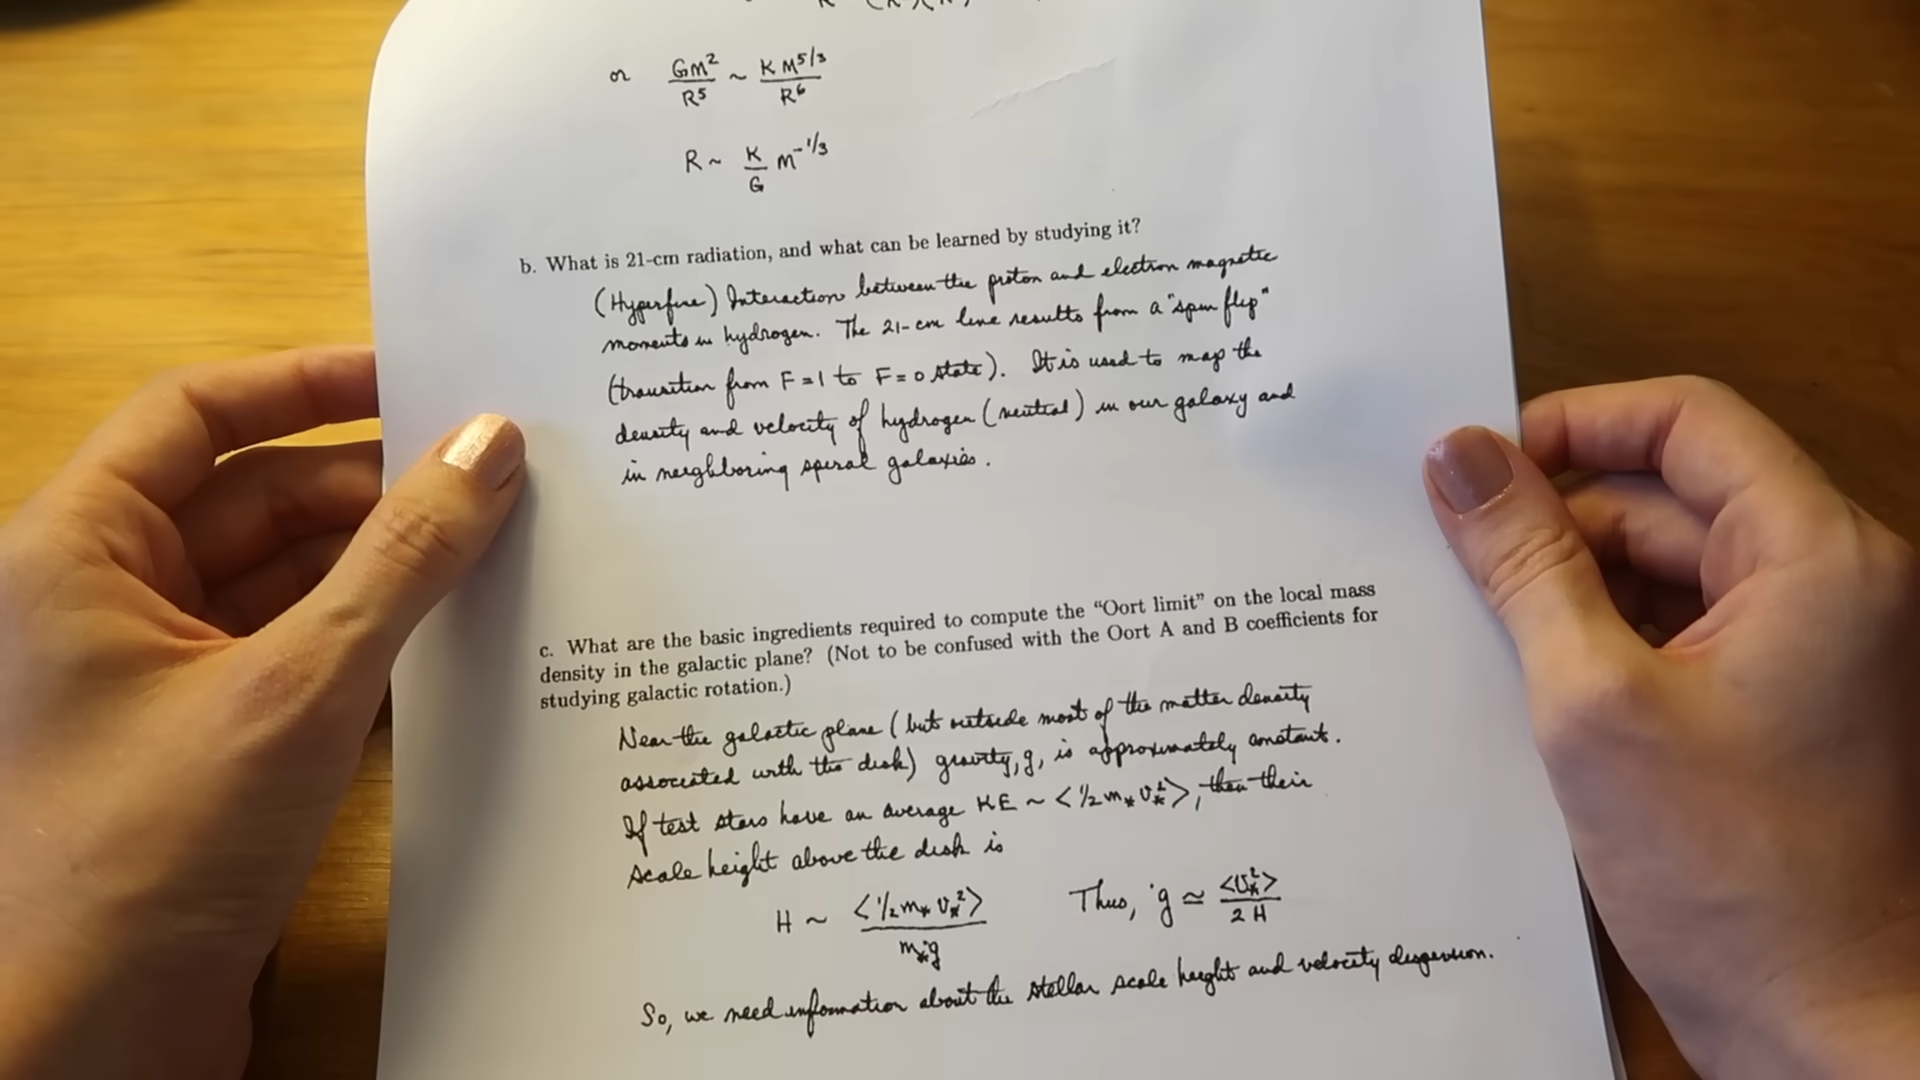 or GM²/R⁵ ~ K M^5/3/R⁶
R ~ K/G M^-1/3
b. What is 21-cm radiation, and what can be learned by studying it?
(Hyperfine) Interaction between the proton and electron magnetic
moments in hydrogen. The 21-cm line results from a "spin flip"
(transition from F=1 to F=0 state). It is used to map the
density and velocity of hydrogen (neutral) in our galaxy and
in neighboring spiral galaxies.
c. What are the basic ingredients required to compute the “Oort limit” on the local mass
density in the galactic plane? (Not to be confused with the Oort A and B coefficients for
studying galactic rotation.)
Near the galactic plane (but outside most of the matter density
associated with the disk) gravity, g, is approximately constant.
If test stars have an average KE ~ <½ m* v*²>, then their
scale height above the disk is
H ~ <½ m* v*²>/m*g Thus, g ≃ <v*²>/2H
So, we need information about the stellar scale height and velocity dispersion.